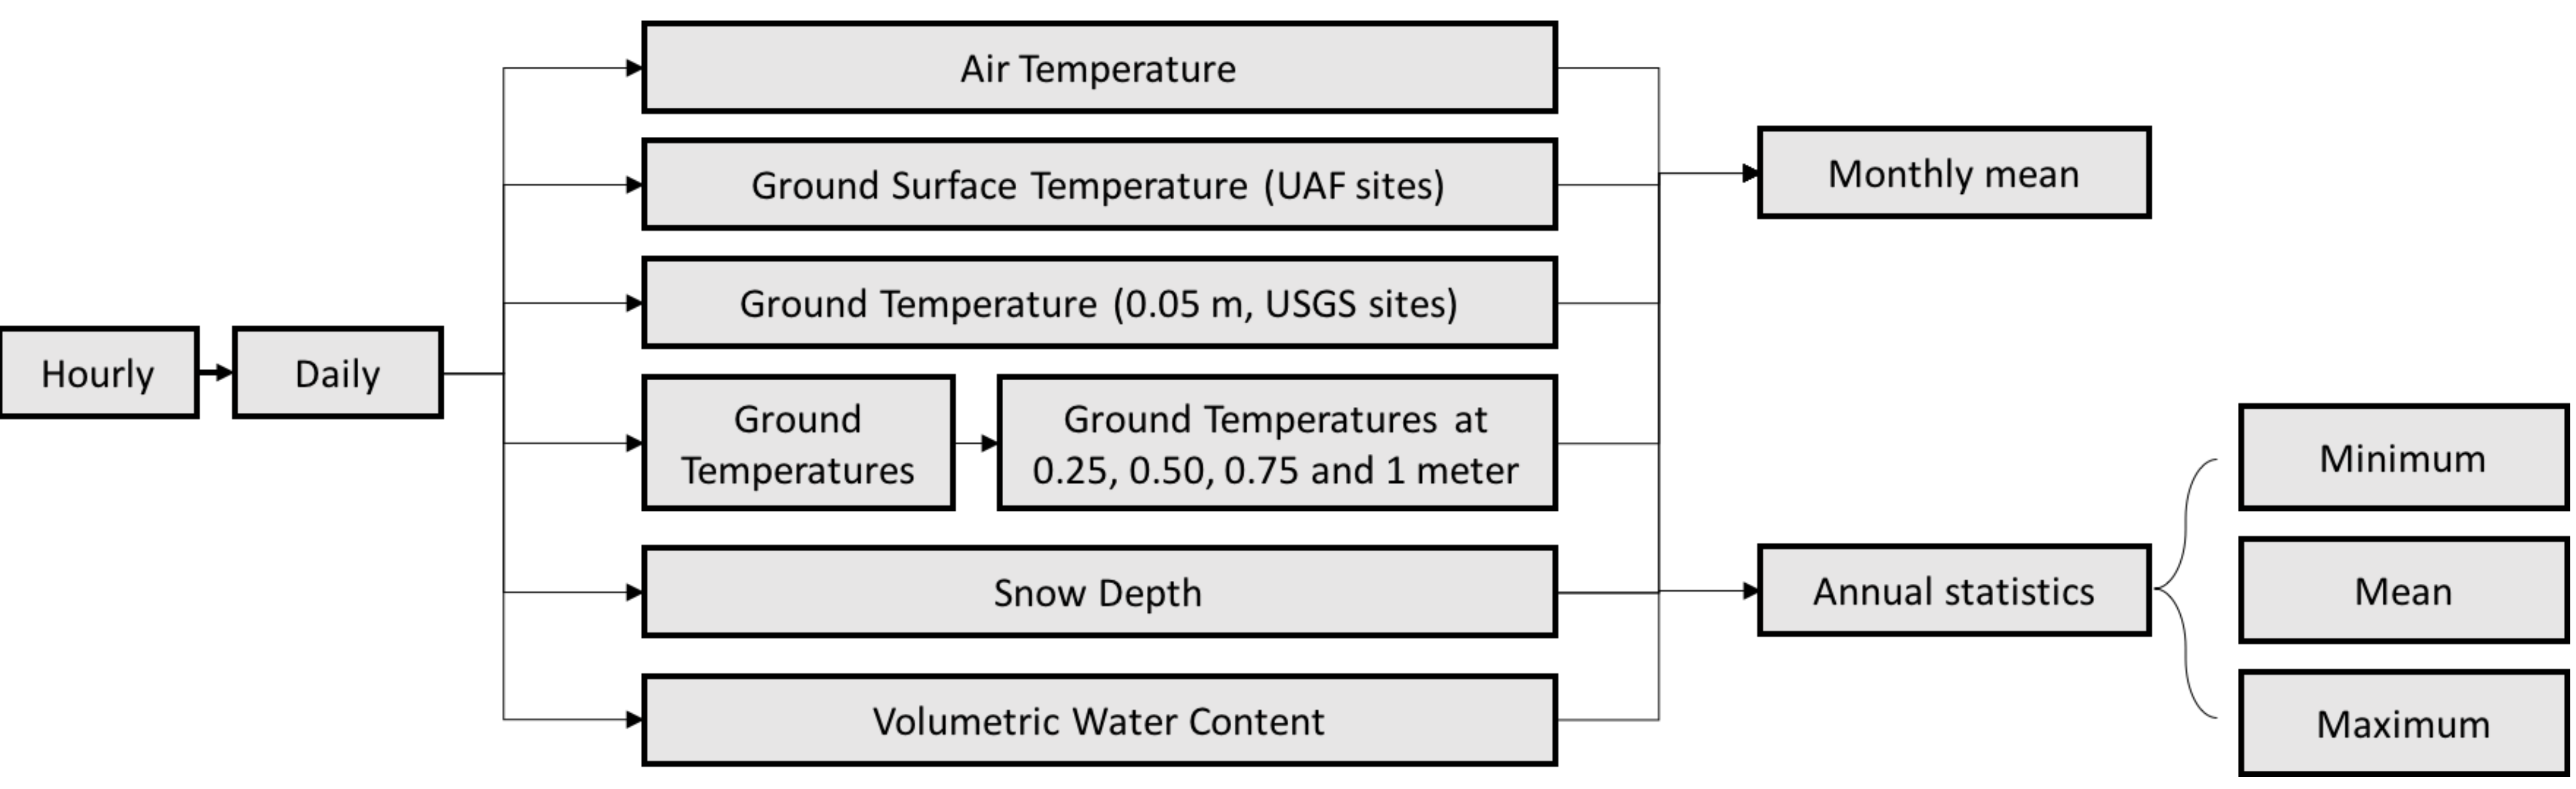 Hourly
Daily
Air Temperature
Ground Surface Temperature (UAF sites)
Ground Temperature (0.05 m, USGS sites)
Ground
Temperatures
Ground Temperatures at
0.25, 0.50, 0.75 and 1 meter
Snow Depth
Volumetric Water Content
Monthly mean
Annual statistics
Minimum
Mean
Maximum